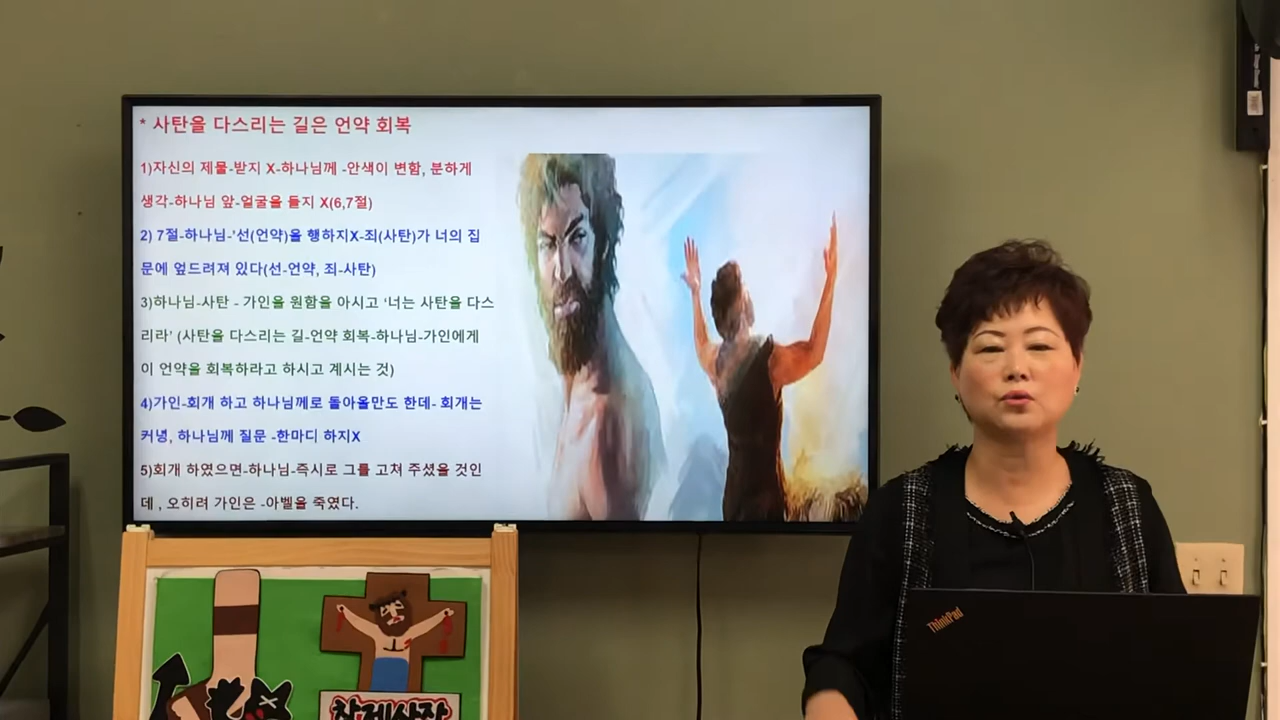 * 사탄을 다스리는 길은 언약 회복
1)자신의 제물-받지 X-하나님께 -안색이 변함, 분하게
생각-하나님 앞-얼굴을 들지 X(6,7절)
2) 7절-하나님-'선(언약)을 행하지X-죄(사탄)가 너의 집
문에 엎드려져 있다(선-언약, 죄-사탄)
3)하나님-사탄 - 가인을 원함을 아시고 '너는 사탄을 다스
리라' (사탄을 다스리는 길-언약 회복-하나님-가인에게
이 언약을 회복하라고 하시고 계시는 것)
4)가인-회개 하고 하나님께로 돌아올만도 한데- 회개는
커녕, 하나님께 질문 -한마디 하지X
5)회개 하였으면-하나님-즉시로 그를 고쳐 주셨을 것인
데 , 오히려 가인은 -아벨을 죽였다.
참제사장
ThinkPad